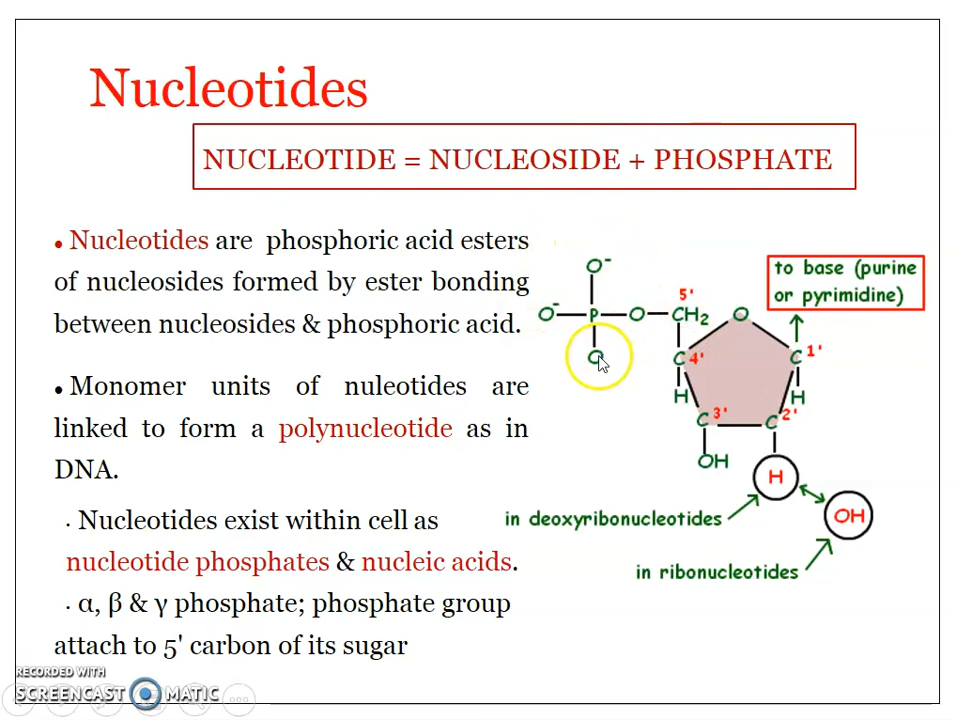 Nucleotides
NUCLEOTIDE = NUCLEOSIDE + PHOSPHATE
• Nucleotides are phosphoric acid esters
of nucleosides formed by ester bonding
between nucleosides & phosphoric acid.
• Monomer units of nuleotides are
linked to form a polynucleotide as in
DNA.
· Nucleotides exist within cell as
nucleotide phosphates & nucleic acids.
· α, β & γ phosphate; phosphate group
attach to 5' carbon of its sugar
to base (purine
or pyrimidine)
O⁻
5'
O⁻ P O CH₂ O
O
C 4' C 1'
H H
C 3' C 2'
OH
H
OH
in deoxyribonucleotides
in ribonucleotides
RECORDED WITH
SCREENCAST MATIC